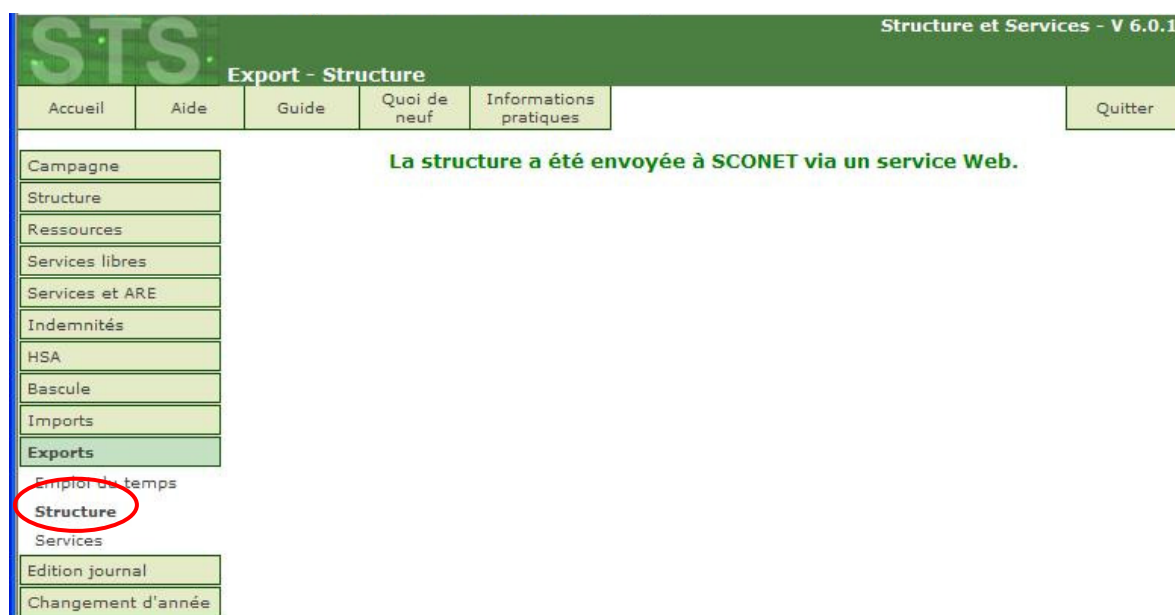 STS
Structure et Services - V 6.0.1
Export - Structure
Accueil
Aide
Guide
Quoi de
neuf
Informations
pratiques
Quitter
La structure a été envoyée à SCONET via un service Web.
Campagne
Structure
Ressources
Services libres
Services et ARE
Indemnités
HSA
Bascule
Imports
Exports
Emploi du temps
Structure
Services
Edition journal
Changement d'année